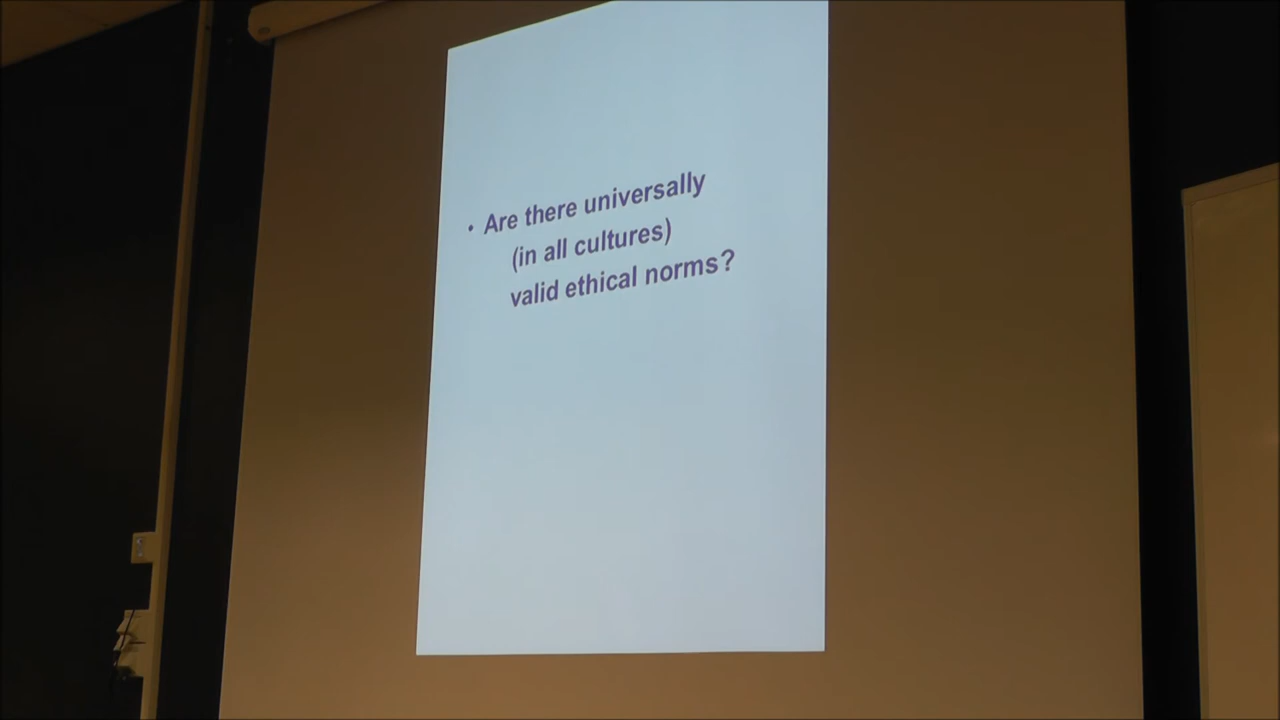 • Are there universally
(in all cultures)
valid ethical norms?